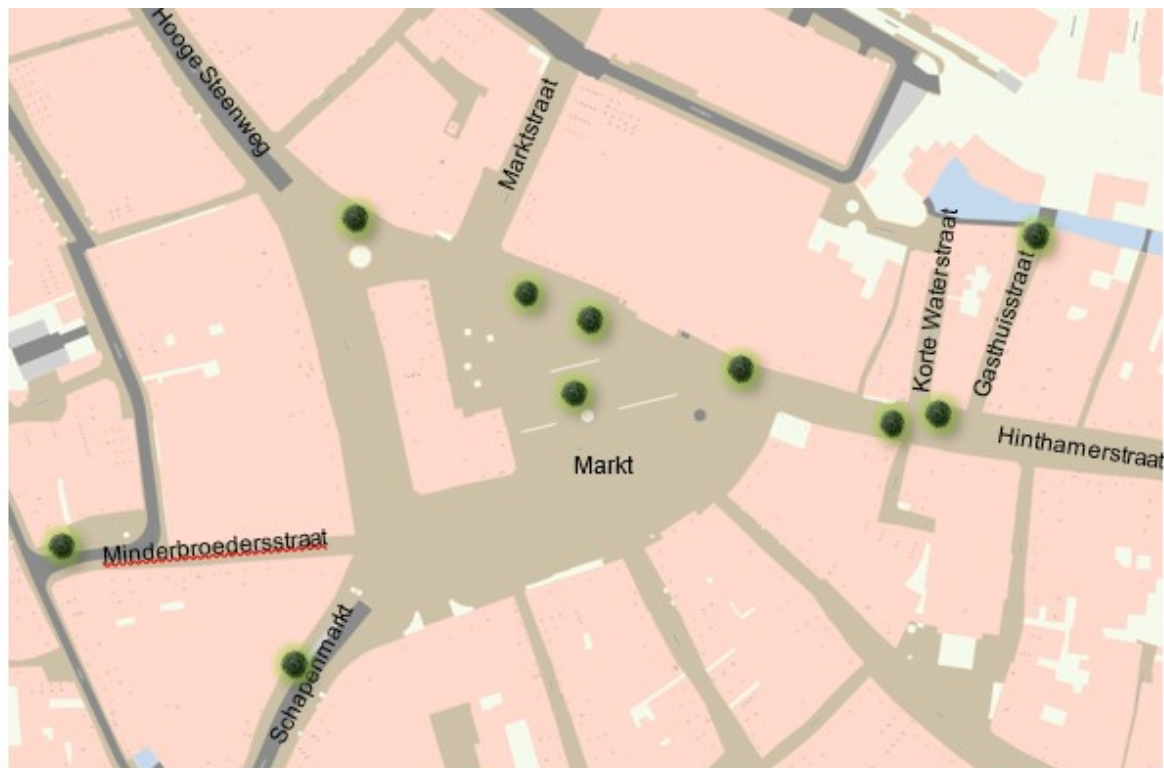 Hooge Steenweg
Marktstraat
Korte Waterstraat
Gasthuisstraat
Hinthamerstraat
Markt
Minderbroedersstraat
Schapenmarkt